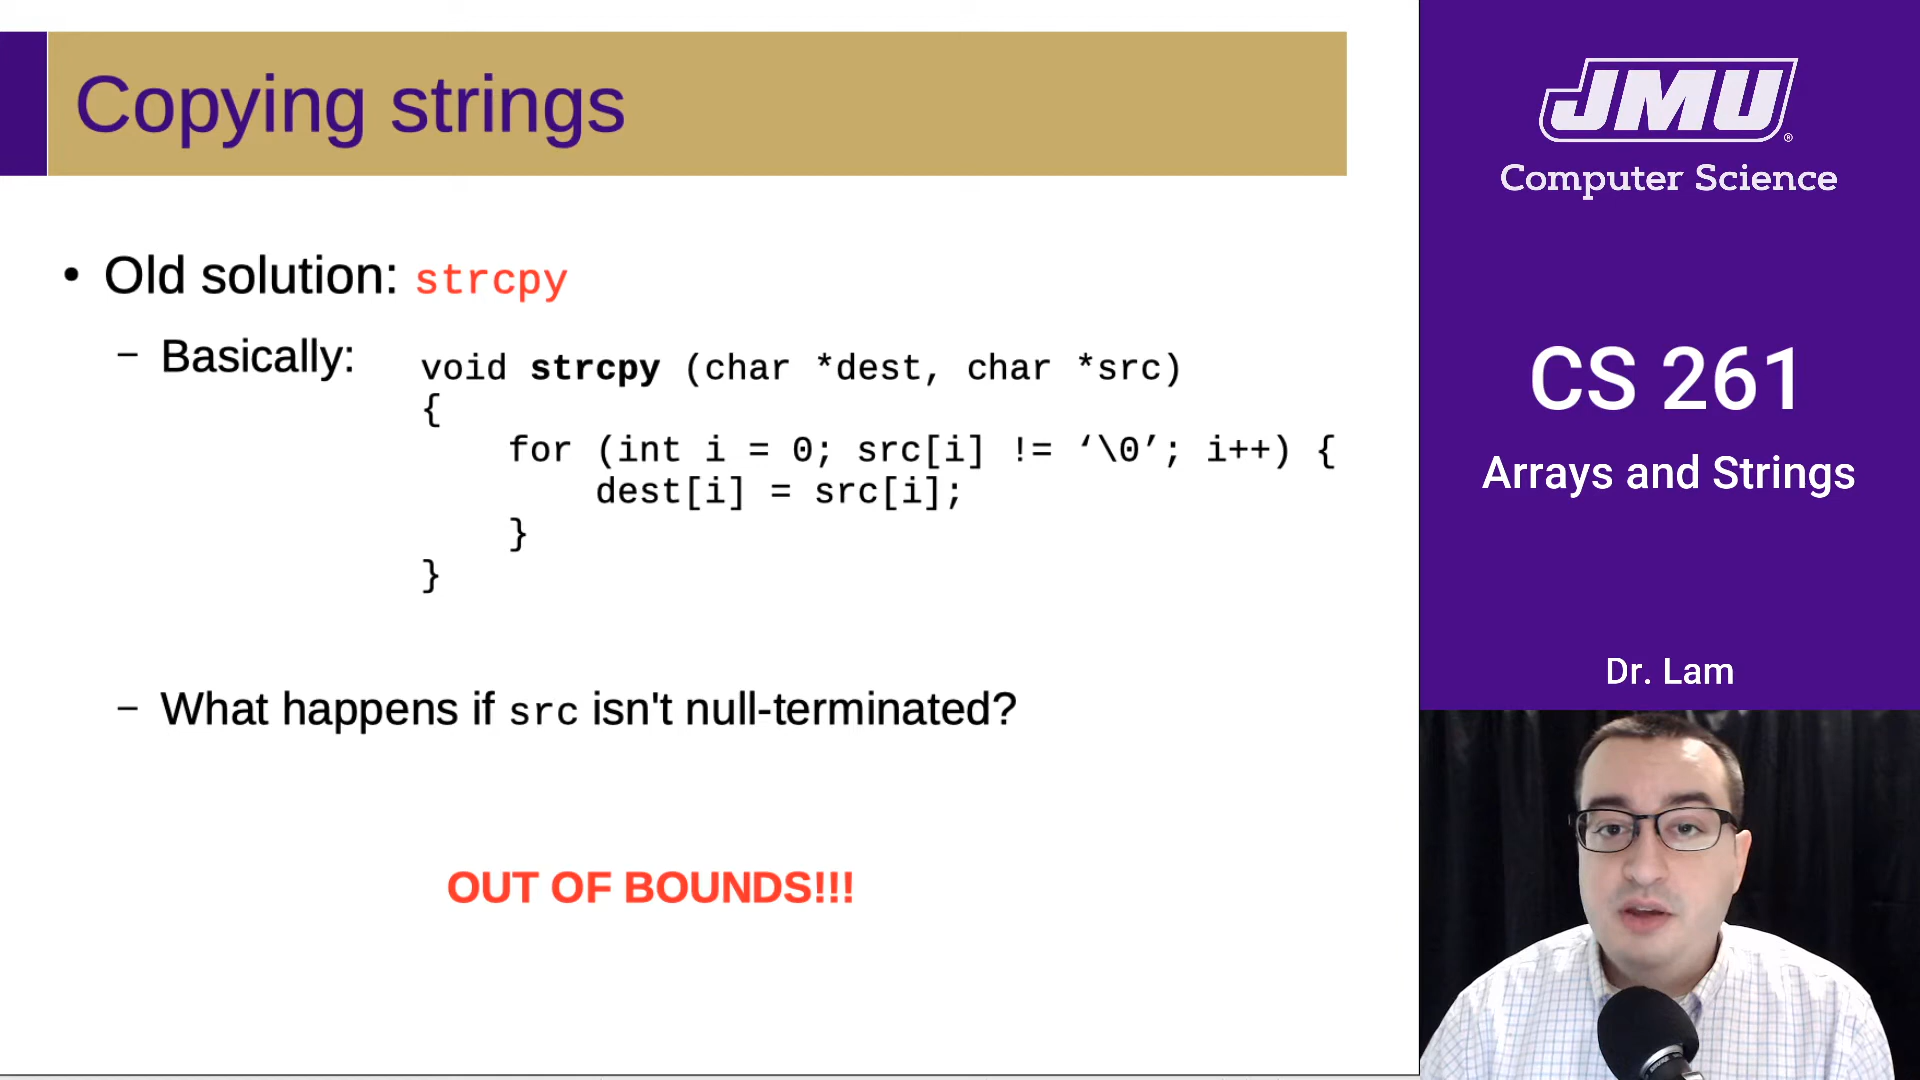 Copying strings
• Old solution: strcpy
– Basically:
void strcpy (char *dest, char *src)
{
for (int i = 0; src[i] != ‘\0’; i++) {
dest[i] = src[i];
}
}
– What happens if src isn't null-terminated?
OUT OF BOUNDS!!!
JMU®
Computer Science
CS 261
Arrays and Strings
Dr. Lam